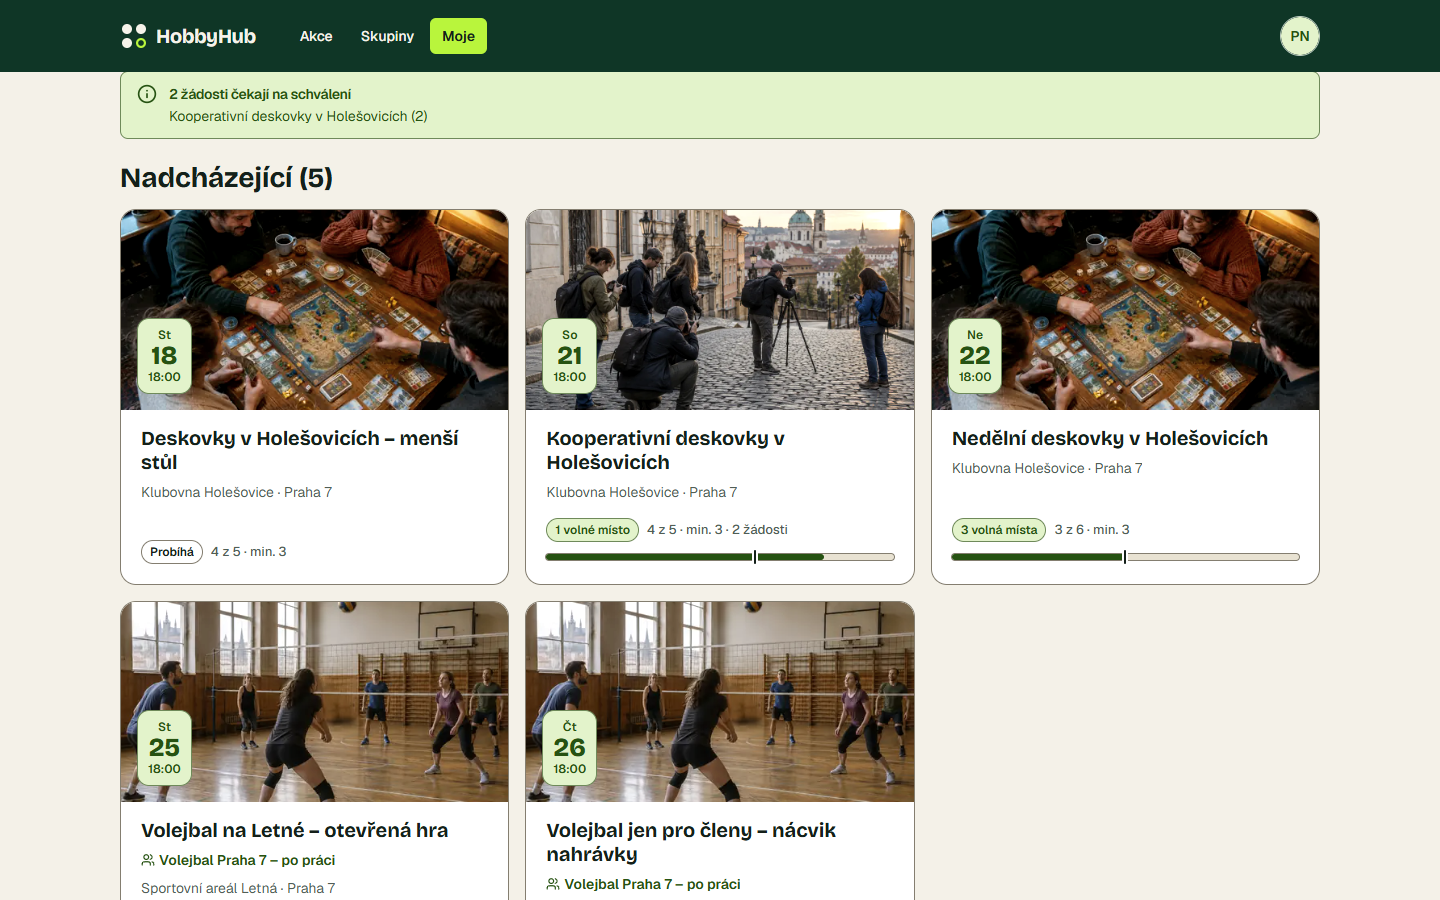 HobbyHub
Akce
Skupiny
Moje
PN
2 žádosti čekají na schválení
Kooperativní deskovky v Holešovicích (2)
Nadcházející (5)
St
18
18:00
Deskovky v Holešovicích – menší
stůl
Klubovna Holešovice · Praha 7
Probíhá
4 z 5 · min. 3
So
21
18:00
Kooperativní deskovky v
Holešovicích
Klubovna Holešovice · Praha 7
1 volné místo
4 z 5 · min. 3 · 2 žádosti
Ne
22
18:00
Nedělní deskovky v Holešovicích
Klubovna Holešovice · Praha 7
3 volná místa
3 z 6 · min. 3
St
25
18:00
Volejbal na Letné – otevřená hra
Volejbal Praha 7 – po práci
Sportovní areál Letná · Praha 7
Čt
26
18:00
Volejbal jen pro členy – nácvik
nahrávky
Volejbal Praha 7 – po práci